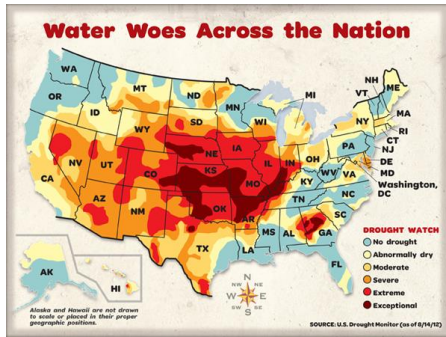 Water Woes Across the Nation
WA
OR
ID
MT
ND
MN
WI
MI
NH
VT
ME
NY
MA
RI
CT
NJ
PA
DE
MD
Washington,
DC
SD
WY
NV
UT
CO
NE
IA
IL
IN
OH
WV
VA
KY
KS
MO
CA
AZ
NM
OK
AR
TN
NC
SC
TX
LA
MS
AL
GA
FL
AK
HI
DROUGHT WATCH
No drought
Abnormally dry
Moderate
Severe
Extreme
Exceptional
N
NW
NE
W
E
SW
SE
S
Alaska and Hawaii are not drawn
to scale or placed in their proper
geographic positions.
SOURCE: U.S. Drought Monitor (as of 8/14/12)